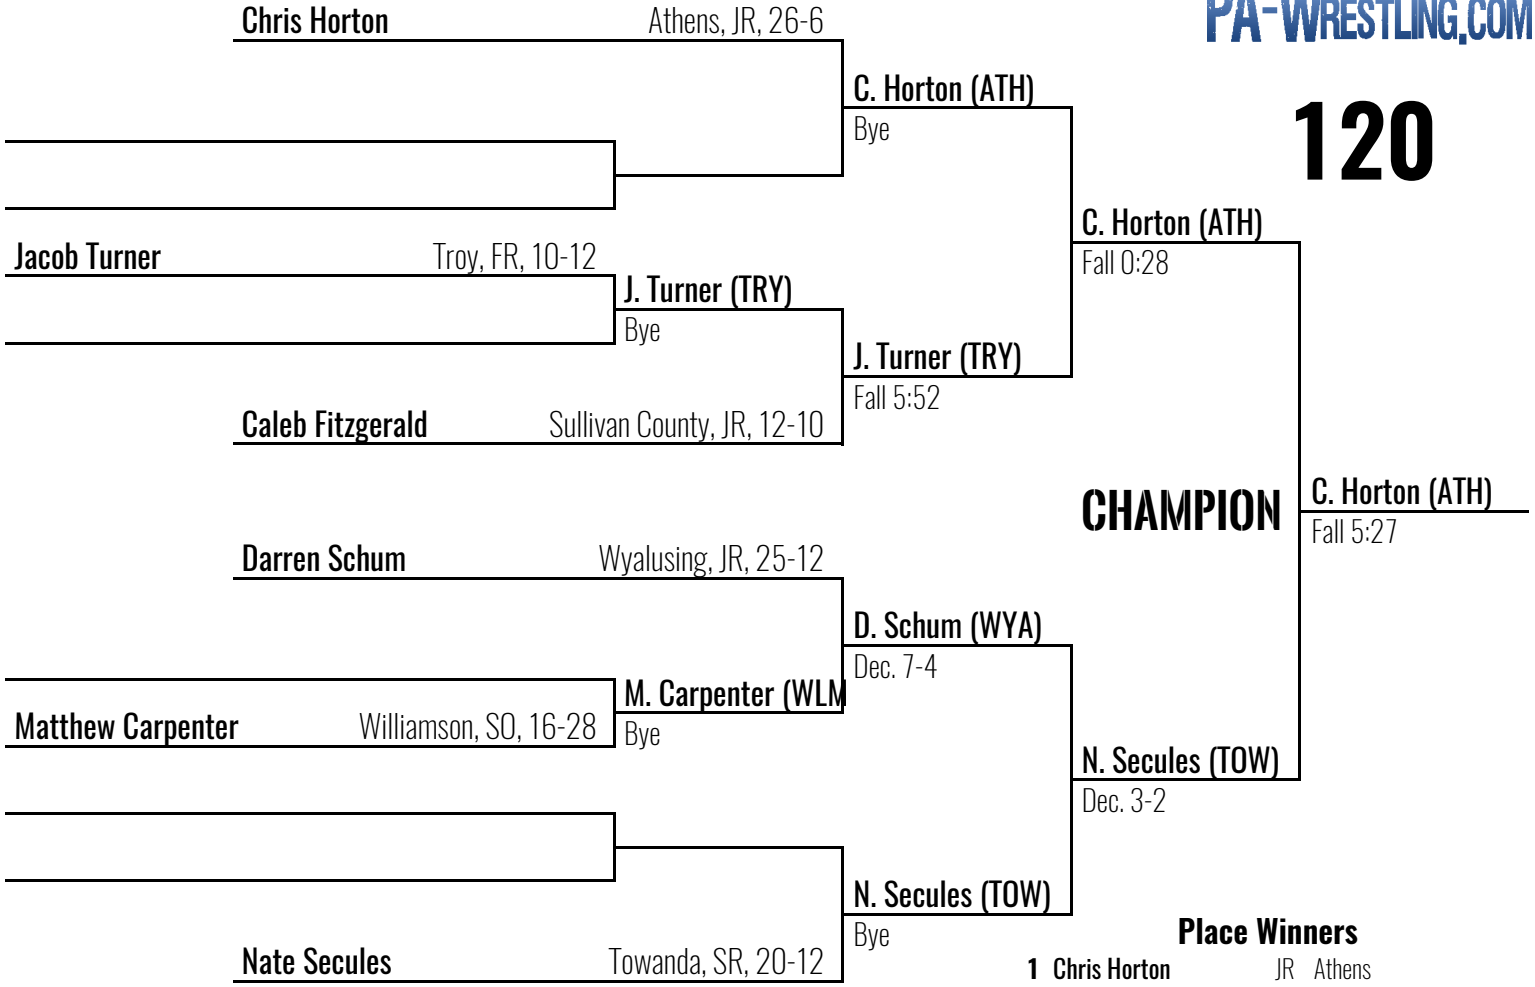 PA-WRESTLING.COM
Chris Horton Athens, JR, 26-6
C. Horton (ATH)
Bye
120
C. Horton (ATH)
Fall 0:28
Jacob Turner Troy, FR, 10-12
J. Turner (TRY)
Bye
J. Turner (TRY)
Fall 5:52
Caleb Fitzgerald Sullivan County, JR, 12-10
CHAMPION
C. Horton (ATH)
Fall 5:27
Darren Schum Wyalusing, JR, 25-12
D. Schum (WYA)
Dec. 7-4
M. Carpenter (WLM
Matthew Carpenter Williamson, SO, 16-28
Bye
N. Secules (TOW)
Dec. 3-2
N. Secules (TOW)
Bye
Nate Secules Towanda, SR, 20-12
Place Winners
1 Chris Horton JR Athens